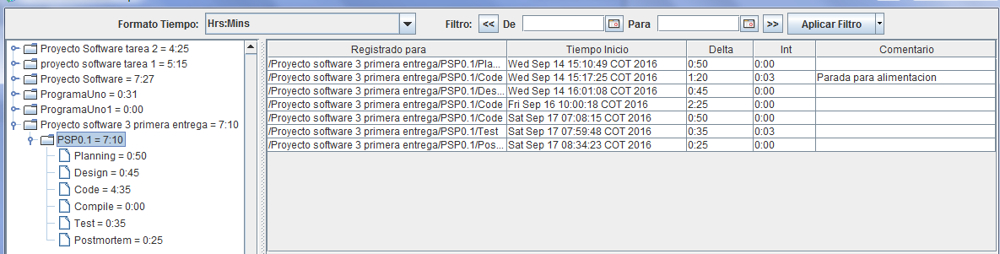 Formato Tiempo: Hrs:Mins Filtro: << De Para >> Aplicar Filtro
Proyecto Software tarea 2 = 4:25
proyecto software tarea 1 = 5:15
Proyecto Software = 7:27
ProgramaUno = 0:31
ProgramaUno1 = 0:00
Proyecto software 3 primera entrega = 7:10
PSP0.1 = 7:10
Planning = 0:50
Design = 0:45
Code = 4:35
Compile = 0:00
Test = 0:35
Postmortem = 0:25
Registrado para Tiempo Inicio Delta Int Comentario
/Proyecto software 3 primera entrega/PSP0.1/Pla... Wed Sep 14 15:10:49 COT 2016 0:50 0:00
/Proyecto software 3 primera entrega/PSP0.1/Code Wed Sep 14 15:17:25 COT 2016 1:20 0:03 Parada para alimentacion
/Proyecto software 3 primera entrega/PSP0.1/Des... Wed Sep 14 16:01:08 COT 2016 0:45 0:00
/Proyecto software 3 primera entrega/PSP0.1/Code Fri Sep 16 10:00:18 COT 2016 2:25 0:00
/Proyecto software 3 primera entrega/PSP0.1/Code Sat Sep 17 07:08:15 COT 2016 0:50 0:00
/Proyecto software 3 primera entrega/PSP0.1/Test Sat Sep 17 07:59:48 COT 2016 0:35 0:03
/Proyecto software 3 primera entrega/PSP0.1/Pos... Sat Sep 17 08:34:23 COT 2016 0:25 0:00